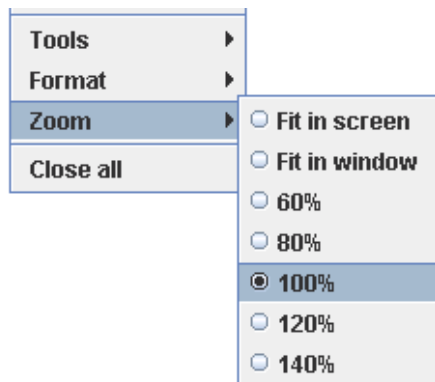 Tools
Format
Zoom
Close all
Fit in screen
Fit in window
60%
80%
100%
120%
140%